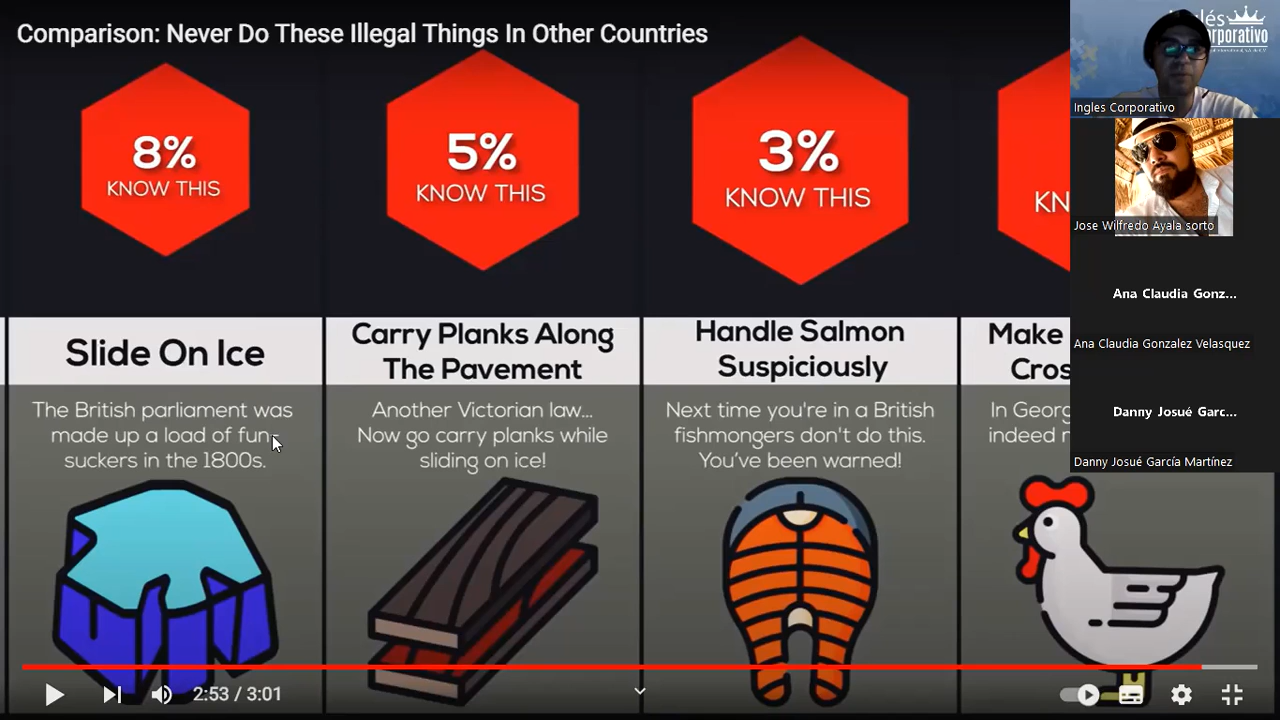 Comparison: Never Do These Illegal Things In Other Countries
8%
KNOW THIS
5%
KNOW THIS
3%
KNOW THIS
KN
Slide On Ice
The British parliament was
made up a load of fun-
suckers in the 1800s.
Carry Planks Along
The Pavement
Another Victorian law...
Now go carry planks while
sliding on ice!
Handle Salmon
Suspiciously
Next time you're in a British
fishmongers don't do this.
You've been warned!
Make
Cros
In Georg
indeed
Ingles Corporativo
Jose Wilfredo Ayala sorto
Ana Claudia Gonz...
Ana Claudia Gonzalez Velasquez
Danny Josué Garc...
Danny Josué García Martínez
2:53 / 3:01